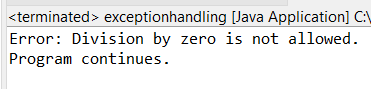 <terminated> exceptionhandling [Java Application] C:\
Error: Division by zero is not allowed.
Program continues.